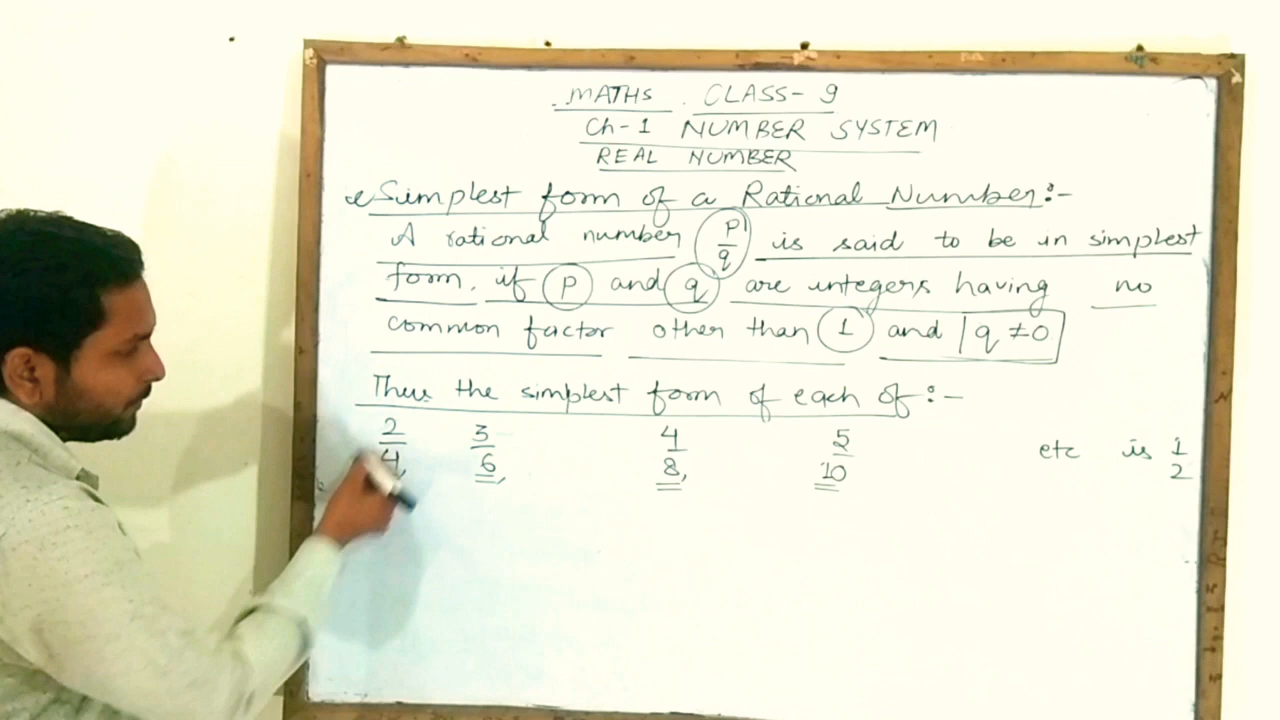 MATHS CLASS-9
Ch-1 NUMBER SYSTEM
REAL NUMBER
Simplest form of a Rational Number:-
A rational number p/q is said to be in simplest
form, if p and q are integers having no
common factor other than 1 and q ≠ 0
Thus the simplest form of each of:-
2/4, 3/6, 4/8, 5/10 etc is 1/2